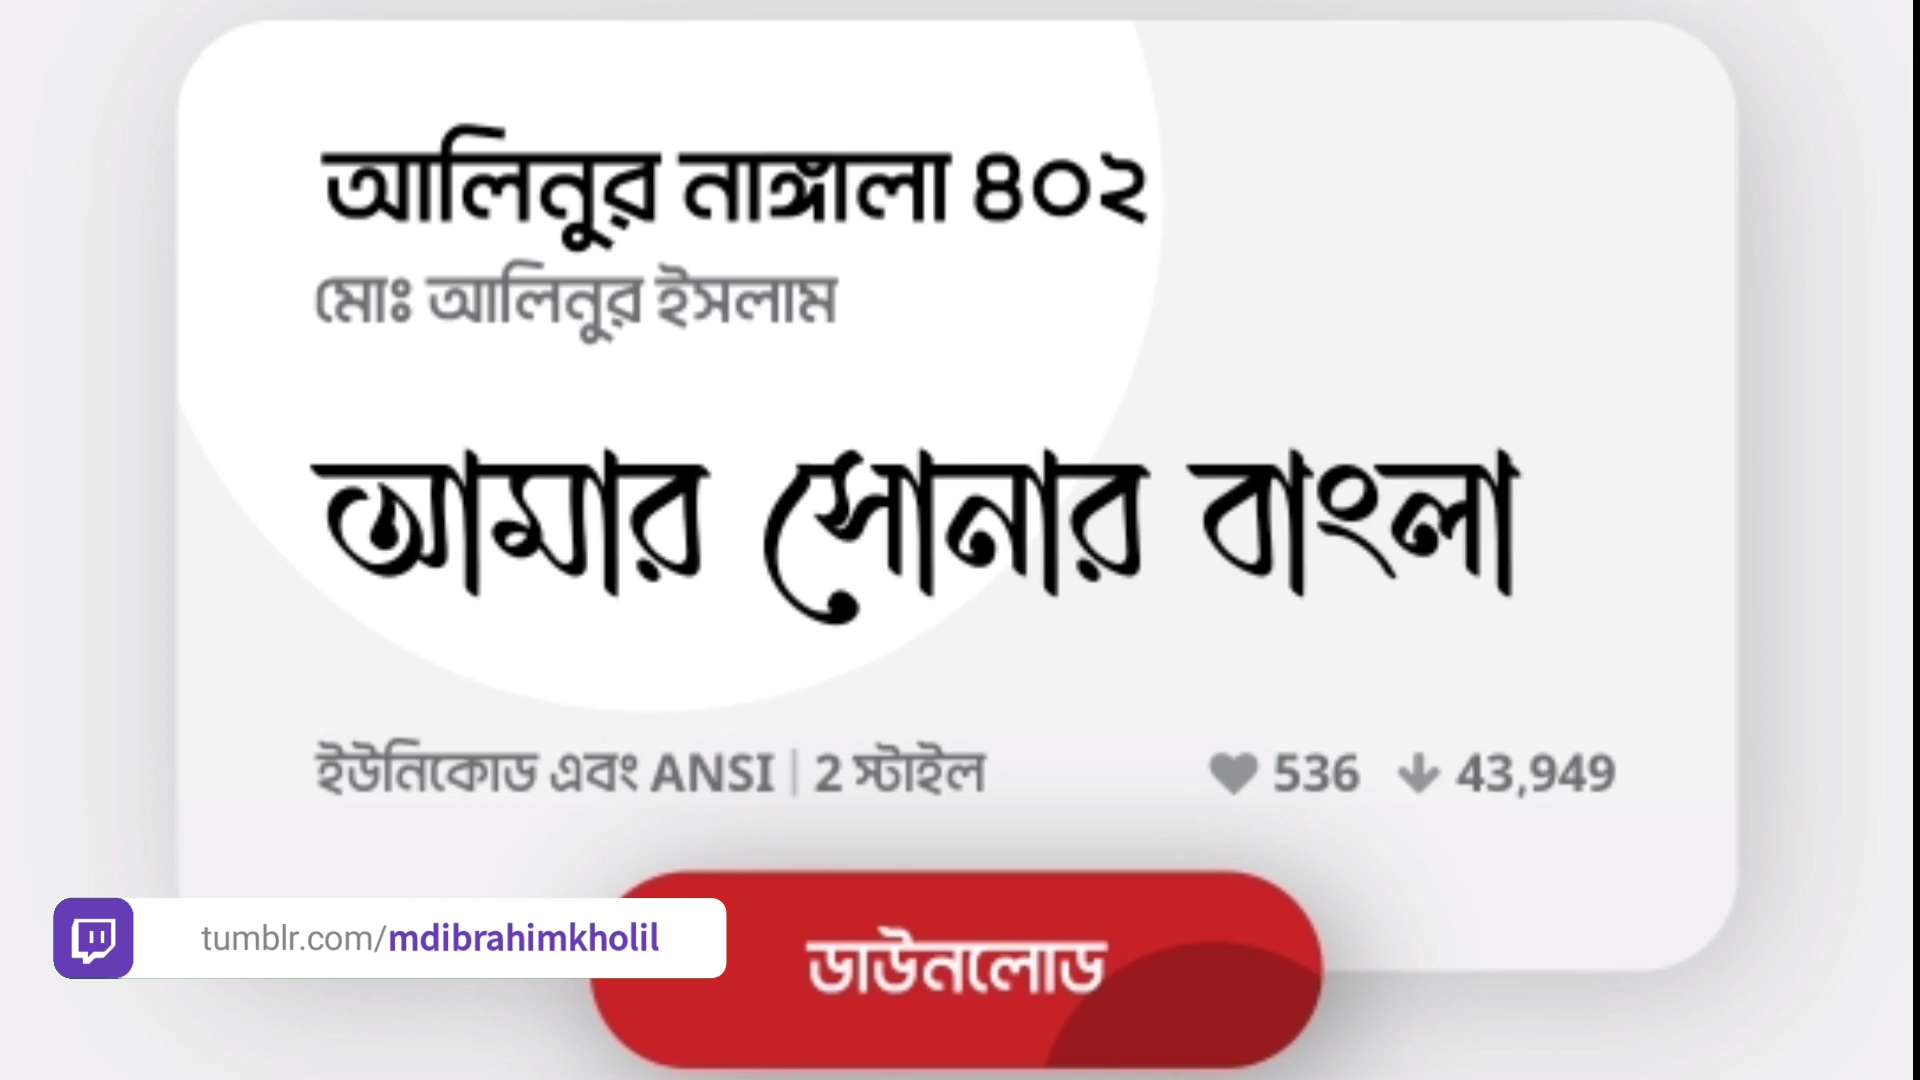 আলিনুর নাঙ্গালা ৪০২
মোঃ আলিনুর ইসলাম
আমার সোনার বাংলা
ইউনিকোড এবং ANSI | 2 স্টাইল 536 43,949
tumblr.com/mdibrahimkholil
ডাউনলোড